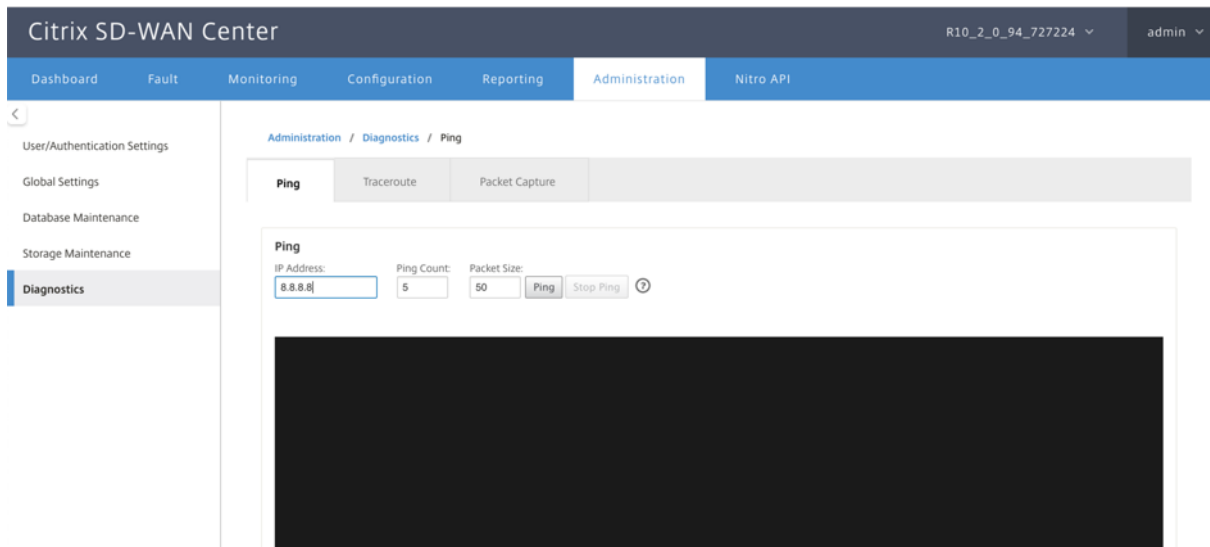 Citrix SD-WAN Center R10_2_0_94_727224 admin
Dashboard Fault Monitoring Configuration Reporting Administration Nitro API
User/Authentication Settings
Global Settings
Database Maintenance
Storage Maintenance
Diagnostics
Administration / Diagnostics / Ping
Ping Traceroute Packet Capture
Ping
IP Address: Ping Count: Packet Size:
8.8.8.8 5 50 Ping Stop Ping ?